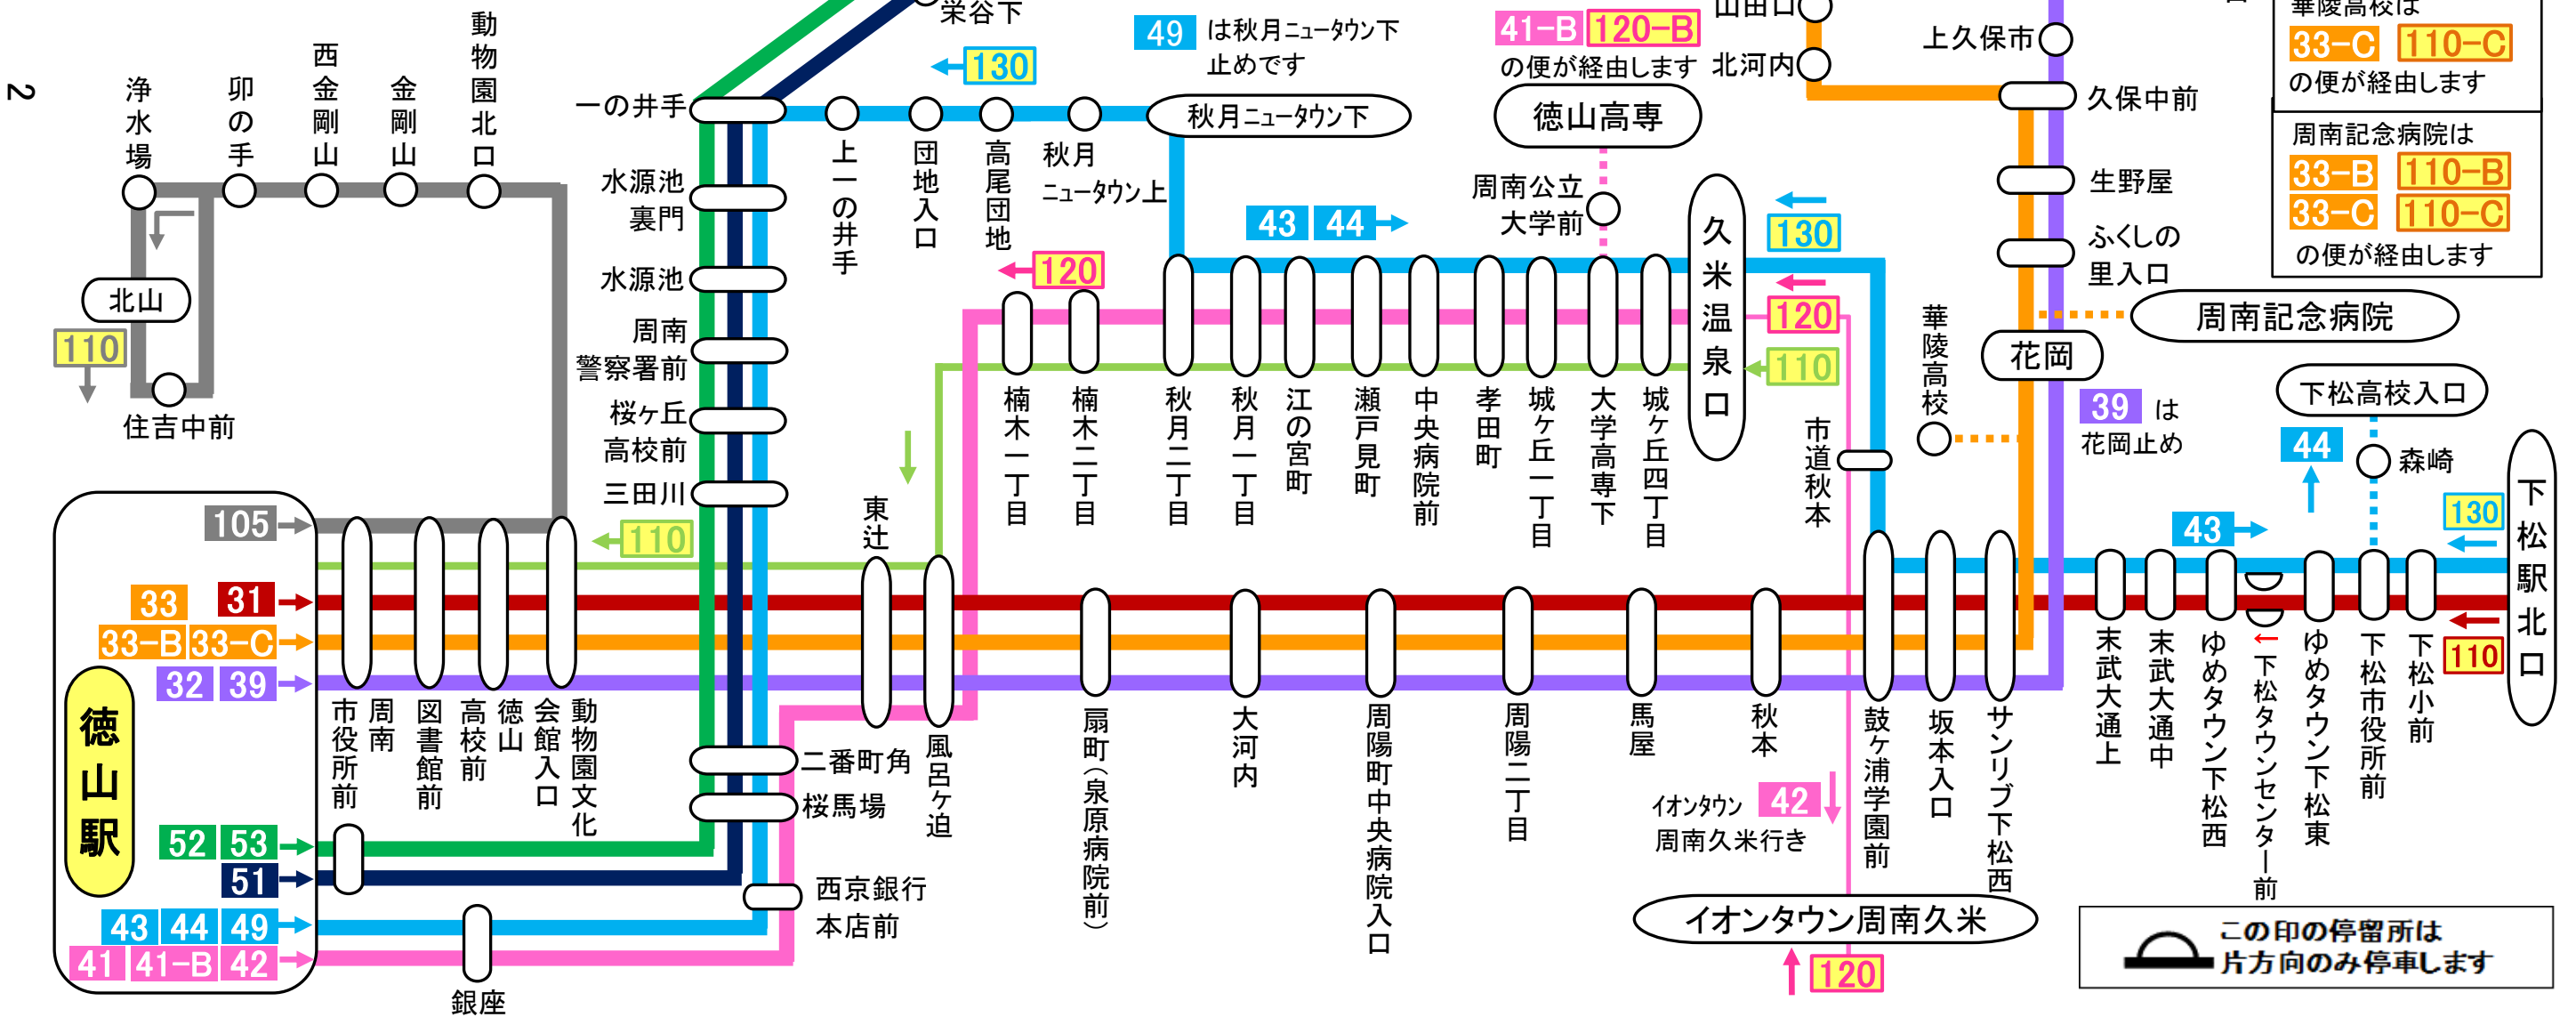 栄谷下
49 は秋月ニュータウン下
止めです
41-B 120-B
の便が経由します
徳山高専
山田口
北河内
上久保市
華陵高校は
33-C 110-C
の便が経由します
周南記念病院は
33-B 110-B
33-C 110-C
の便が経由します
2
浄水場
卯の手
西金剛山
金剛山
動物園北口
北山
110
住吉中前
一の井手
130
上一の井手
団地入口
高尾団地
秋月
ニュータウン上
秋月ニュータウン下
水源池
裏門
水源池
周南
警察署前
桜ヶ丘
高校前
三田川
周南公立
大学前
43 44
120
久米温泉口
130
120
110
楠木一丁目
楠木二丁目
秋月二丁目
秋月一丁目
江の宮町
瀬戸見町
中央病院前
孝田町
城ヶ丘一丁目
大学高専下
城ヶ丘四丁目
市道秋本
久保中前
生野屋
ふくしの
里入口
周南記念病院
華陵高校
花岡
39 は
花岡止め
下松高校入口
44
森崎
43
130
110
下松駅北口
徳山駅
105
33 31
33-B 33-C
32 39
52 53
51
43 44 49
41 41-B 42
110
周南
市役所前
図書館前
徳山
高校前
動物園文化
会館入口
東辻
風呂ヶ迫
二番町角
桜馬場
西京銀行
本店前
銀座
扇町(泉原病院前)
大河内
周陽町中央病院入口
周陽二丁目
馬屋
秋本
鼓ヶ浦学園前
坂本入口
サンリブ下松西
末武大通上
末武大通中
ゆめタウン下松西
↑下松タウンセンター前
ゆめタウン下松東
下松市役所前
下松小前
イオンタウン 42
周南久米行き
イオンタウン周南久米
120
この印の停留所は
片方向のみ停車します